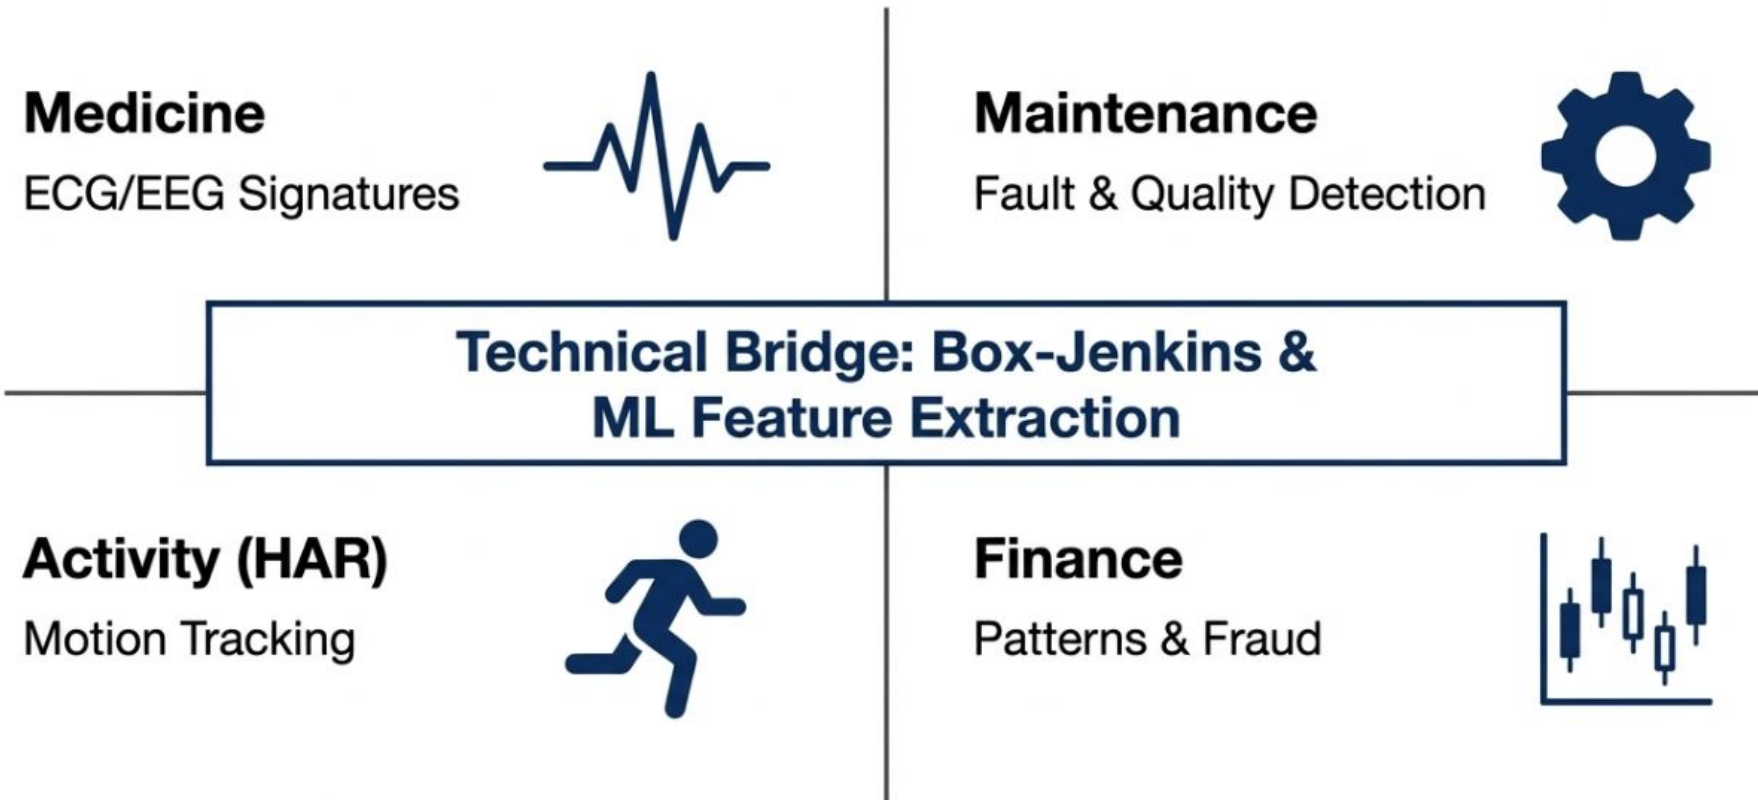 Medicine
ECG/EEG Signatures
Maintenance
Fault & Quality Detection
Technical Bridge: Box-Jenkins &
ML Feature Extraction
Activity (HAR)
Motion Tracking
Finance
Patterns & Fraud